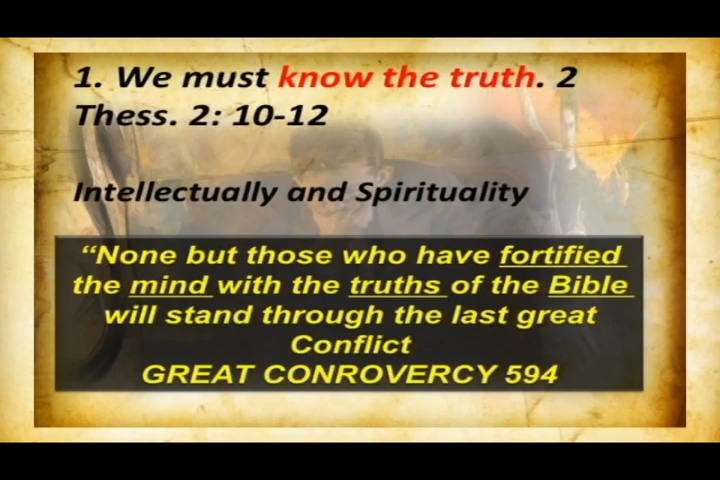 1. We must know the truth. 2
Thess. 2: 10-12
Intellectually and Spirituality
“None but those who have fortified
the mind with the truths of the Bible
will stand through the last great
Conflict
GREAT CONROVERCY 594